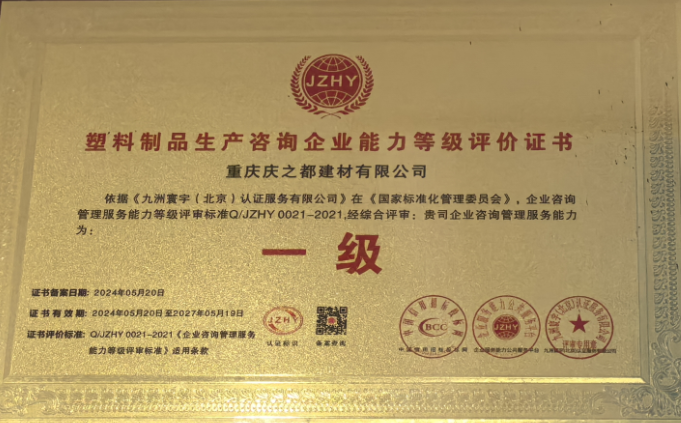 JZHY
塑料制品生产咨询企业能力等级评价证书
重庆庆之都建材有限公司
依据《九洲寰宇(北京)认证服务有限公司》在《国家标准化管理委员会》,企业咨询
管理服务能力等级评审标准Q/JZHY 0021-2021,经综合评审:贵司企业咨询管理服务能力
为:
一 级
证书备案日期: 2024年05月20日
证书有效期: 2024年05月20日至2027年05月19日
证书评价标准: Q/JZHY 0021-2021《企业咨询管理服务
能力等级评审标准》适用条款
JZHY
认证标识
备案查询
BCC
JZHY
评审专用章